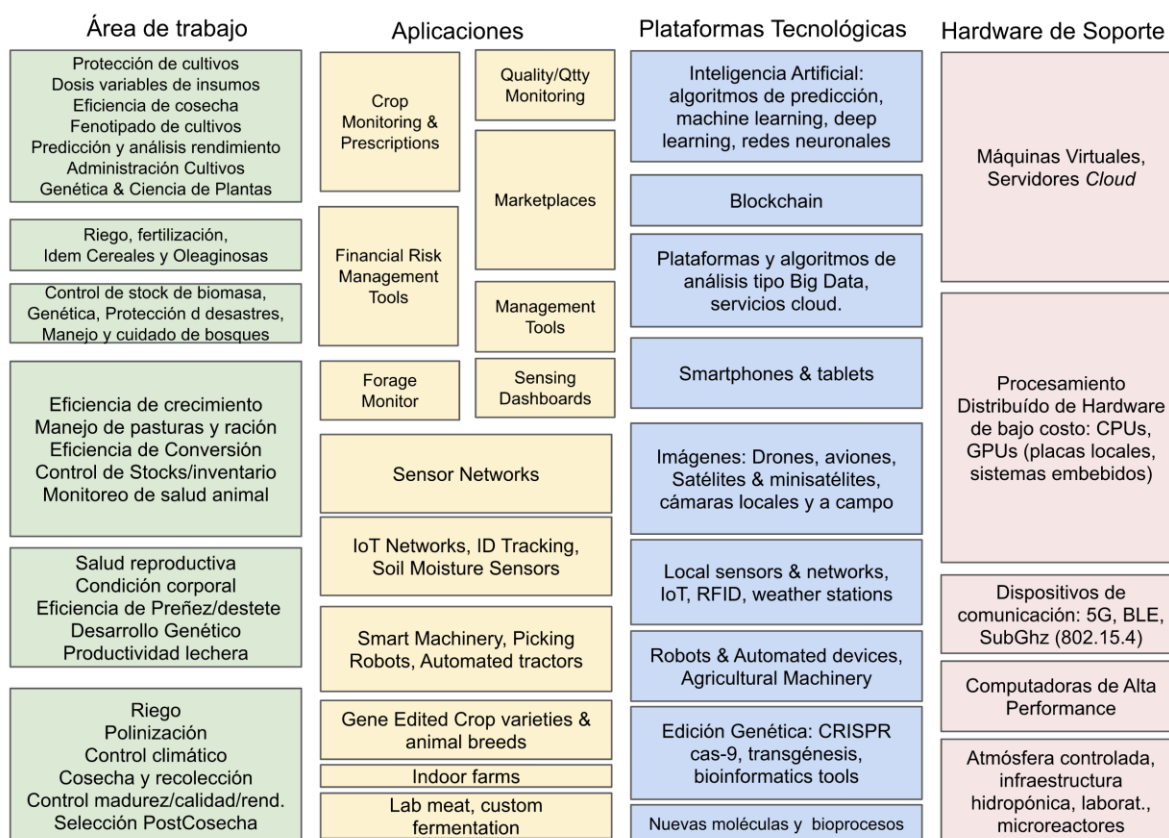 Área de trabajo
Protección de cultivos
Dosis variables de insumos
Eficiencia de cosecha
Fenotipado de cultivos
Predicción y análisis rendimiento
Administración Cultivos
Genética & Ciencia de Plantas
Riego, fertilización,
Idem Cereales y Oleaginosas
Control de stock de biomasa,
Genética, Protección d desastres,
Manejo y cuidado de bosques
Eficiencia de crecimiento
Manejo de pasturas y ración
Eficiencia de Conversión
Control de Stocks/inventario
Monitoreo de salud animal
Salud reproductiva
Condición corporal
Eficiencia de Preñez/destete
Desarrollo Genético
Productividad lechera
Riego
Polinización
Control climático
Cosecha y recolección
Control madurez/calidad/rend.
Selección PostCosecha
Aplicaciones
Crop
Monitoring &
Prescriptions
Quality/Qtty
Monitoring
Marketplaces
Financial Risk
Management
Tools
Management
Tools
Forage
Monitor
Sensing
Dashboards
Sensor Networks
IoT Networks, ID Tracking,
Soil Moisture Sensors
Smart Machinery, Picking
Robots, Automated tractors
Gene Edited Crop varieties &
animal breeds
Indoor farms
Lab meat, custom
fermentation
Plataformas Tecnológicas
Inteligencia Artificial:
algoritmos de predicción,
machine learning, deep
learning, redes neuronales
Blockchain
Plataformas y algoritmos de
análisis tipo Big Data,
servicios cloud.
Smartphones & tablets
Imágenes: Drones, aviones,
Satélites & minisatélites,
cámaras locales y a campo
Local sensors & networks,
IoT, RFID, weather stations
Robots & Automated devices,
Agricultural Machinery
Edición Genética: CRISPR
cas-9, transgénesis,
bioinformatics tools
Nuevas moléculas y bioprocesos
Hardware de Soporte
Máquinas Virtuales,
Servidores Cloud
Procesamiento
Distribuído de Hardware
de bajo costo: CPUs,
GPUs (placas locales,
sistemas embebidos)
Dispositivos de
comunicación: 5G, BLE,
SubGhz (802.15.4)
Computadoras de Alta
Performance
Atmósfera controlada,
infraestructura
hidropónica, laborat.,
microreactores